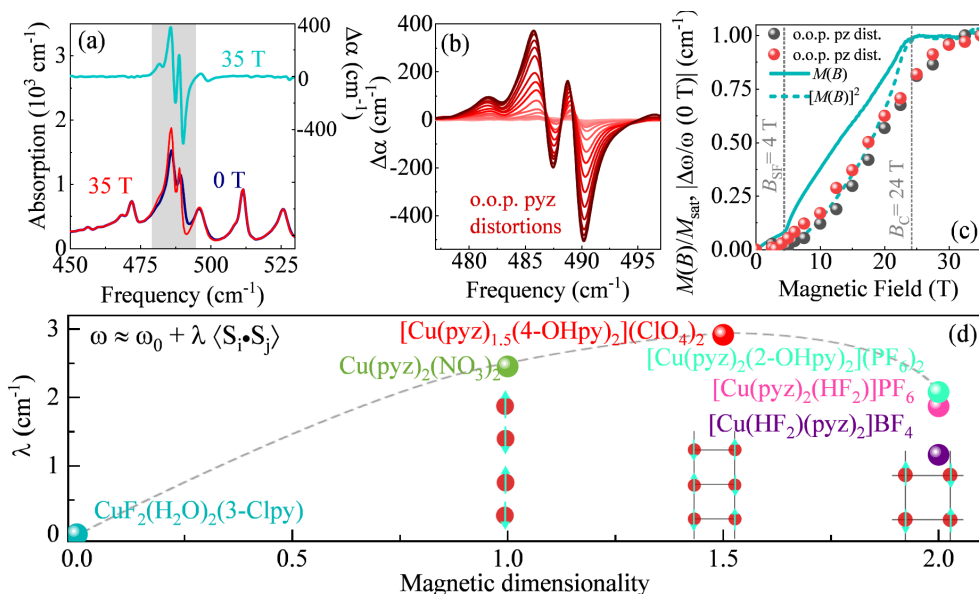 (a)
35 T
35 T
0 T
Absorption (10³ cm⁻¹)
3
2
1
0
400
0
-400
Δα (cm⁻¹)
450 475 500 525
Frequency (cm⁻¹)
(b)
400
200
0
-200
-400
Δα (cm⁻¹)
o.o.p. pyz
distortions
480 485 490 495
Frequency (cm⁻¹)
(c)
o.o.p. pz dist.
o.o.p. pz dist.
M(B)
[M(B)]²
B_SF= 4 T
B_C= 24 T
M(B)/M_sat, |Δω/ω (0 T)| (cm⁻¹)
1.00
0.75
0.50
0.25
0.00
0 10 20 30
Magnetic Field (T)
(d)
ω ≈ ω₀ + λ ⟨S_i•S_j⟩
[Cu(pyz)₁.₅(4-OHpy)₂](ClO₄)₂
Cu(pyz)₂(NO₃)₂
[Cu(pyz)₂(2-OHpy)₂](PF₆)₂
[Cu(pyz)₂(HF₂)]PF₆
[Cu(HF₂)(pyz)₂]BF₄
CuF₂(H₂O)₂(3-Clpy)
λ (cm⁻¹)
3
2
1
0
0.0 0.5 1.0 1.5 2.0
Magnetic dimensionality